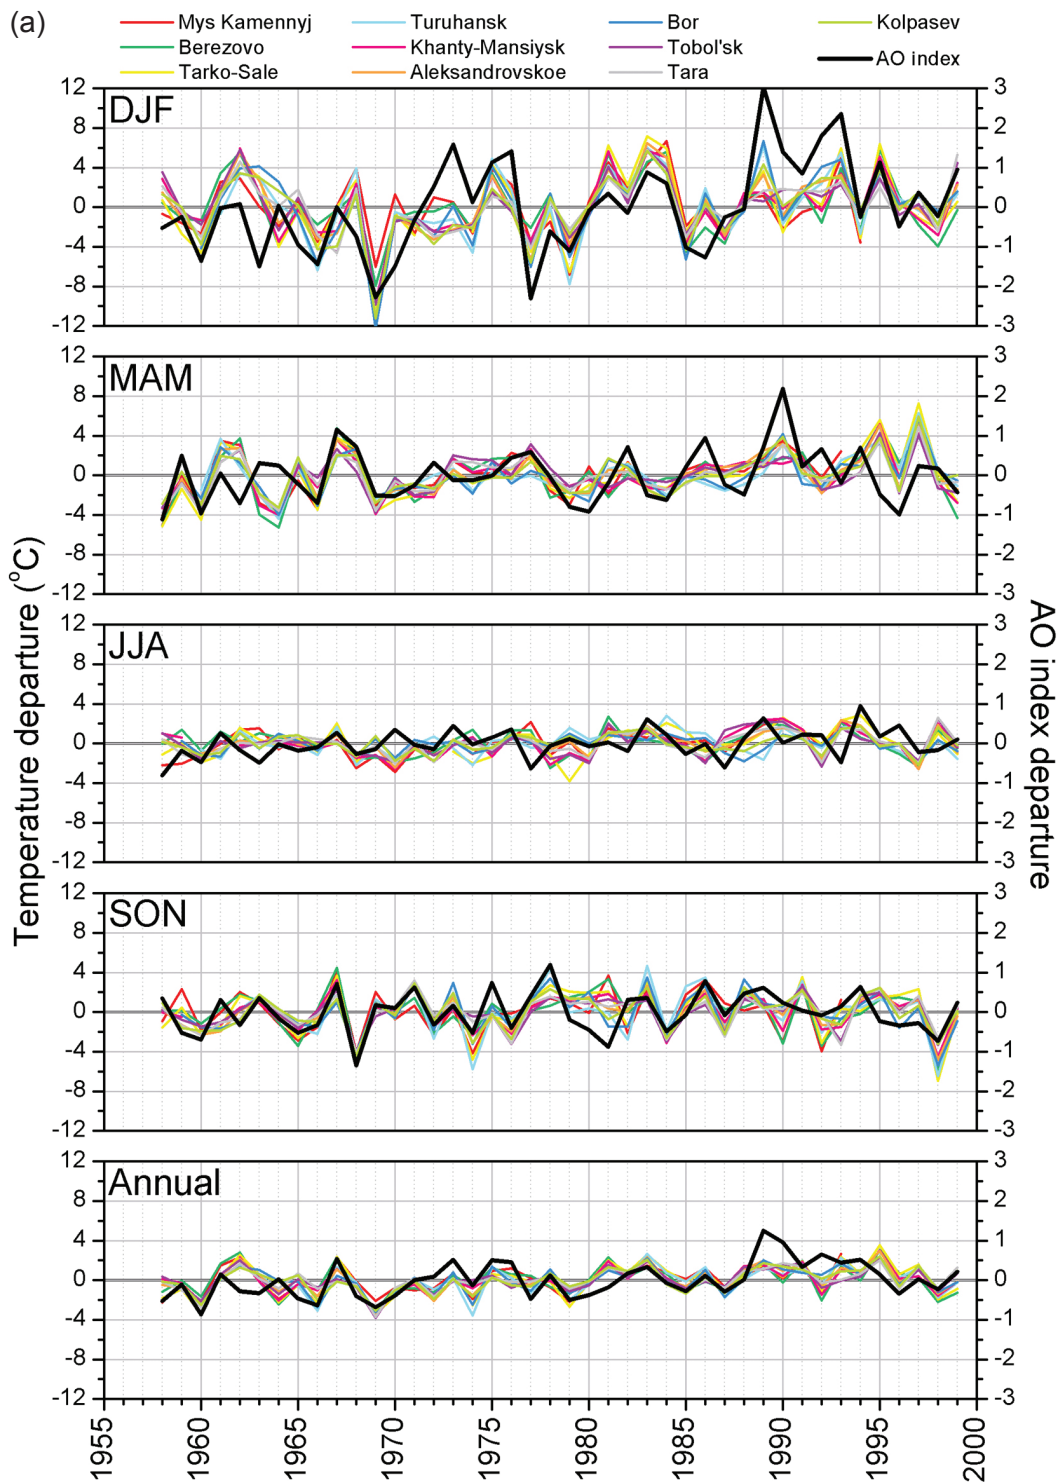 (a)
Mys Kamennyj Turuhansk Bor Kolpasev
Berezovo Khanty-Mansiysk Tobol'sk AO index
Tarko-Sale Aleksandrovskoe Tara
DJF
12 8 4 0 -4 -8 -12
3 2 1 0 -1 -2 -3
MAM
12 8 4 0 -4 -8 -12
3 2 1 0 -1 -2 -3
JJA
12 8 4 0 -4 -8 -12
3 2 1 0 -1 -2 -3
SON
12 8 4 0 -4 -8 -12
3 2 1 0 -1 -2 -3
Annual
12 8 4 0 -4 -8 -12
3 2 1 0 -1 -2 -3
Temperature departure (°C)
AO index departure
1955 1960 1965 1970 1975 1980 1985 1990 1995 2000